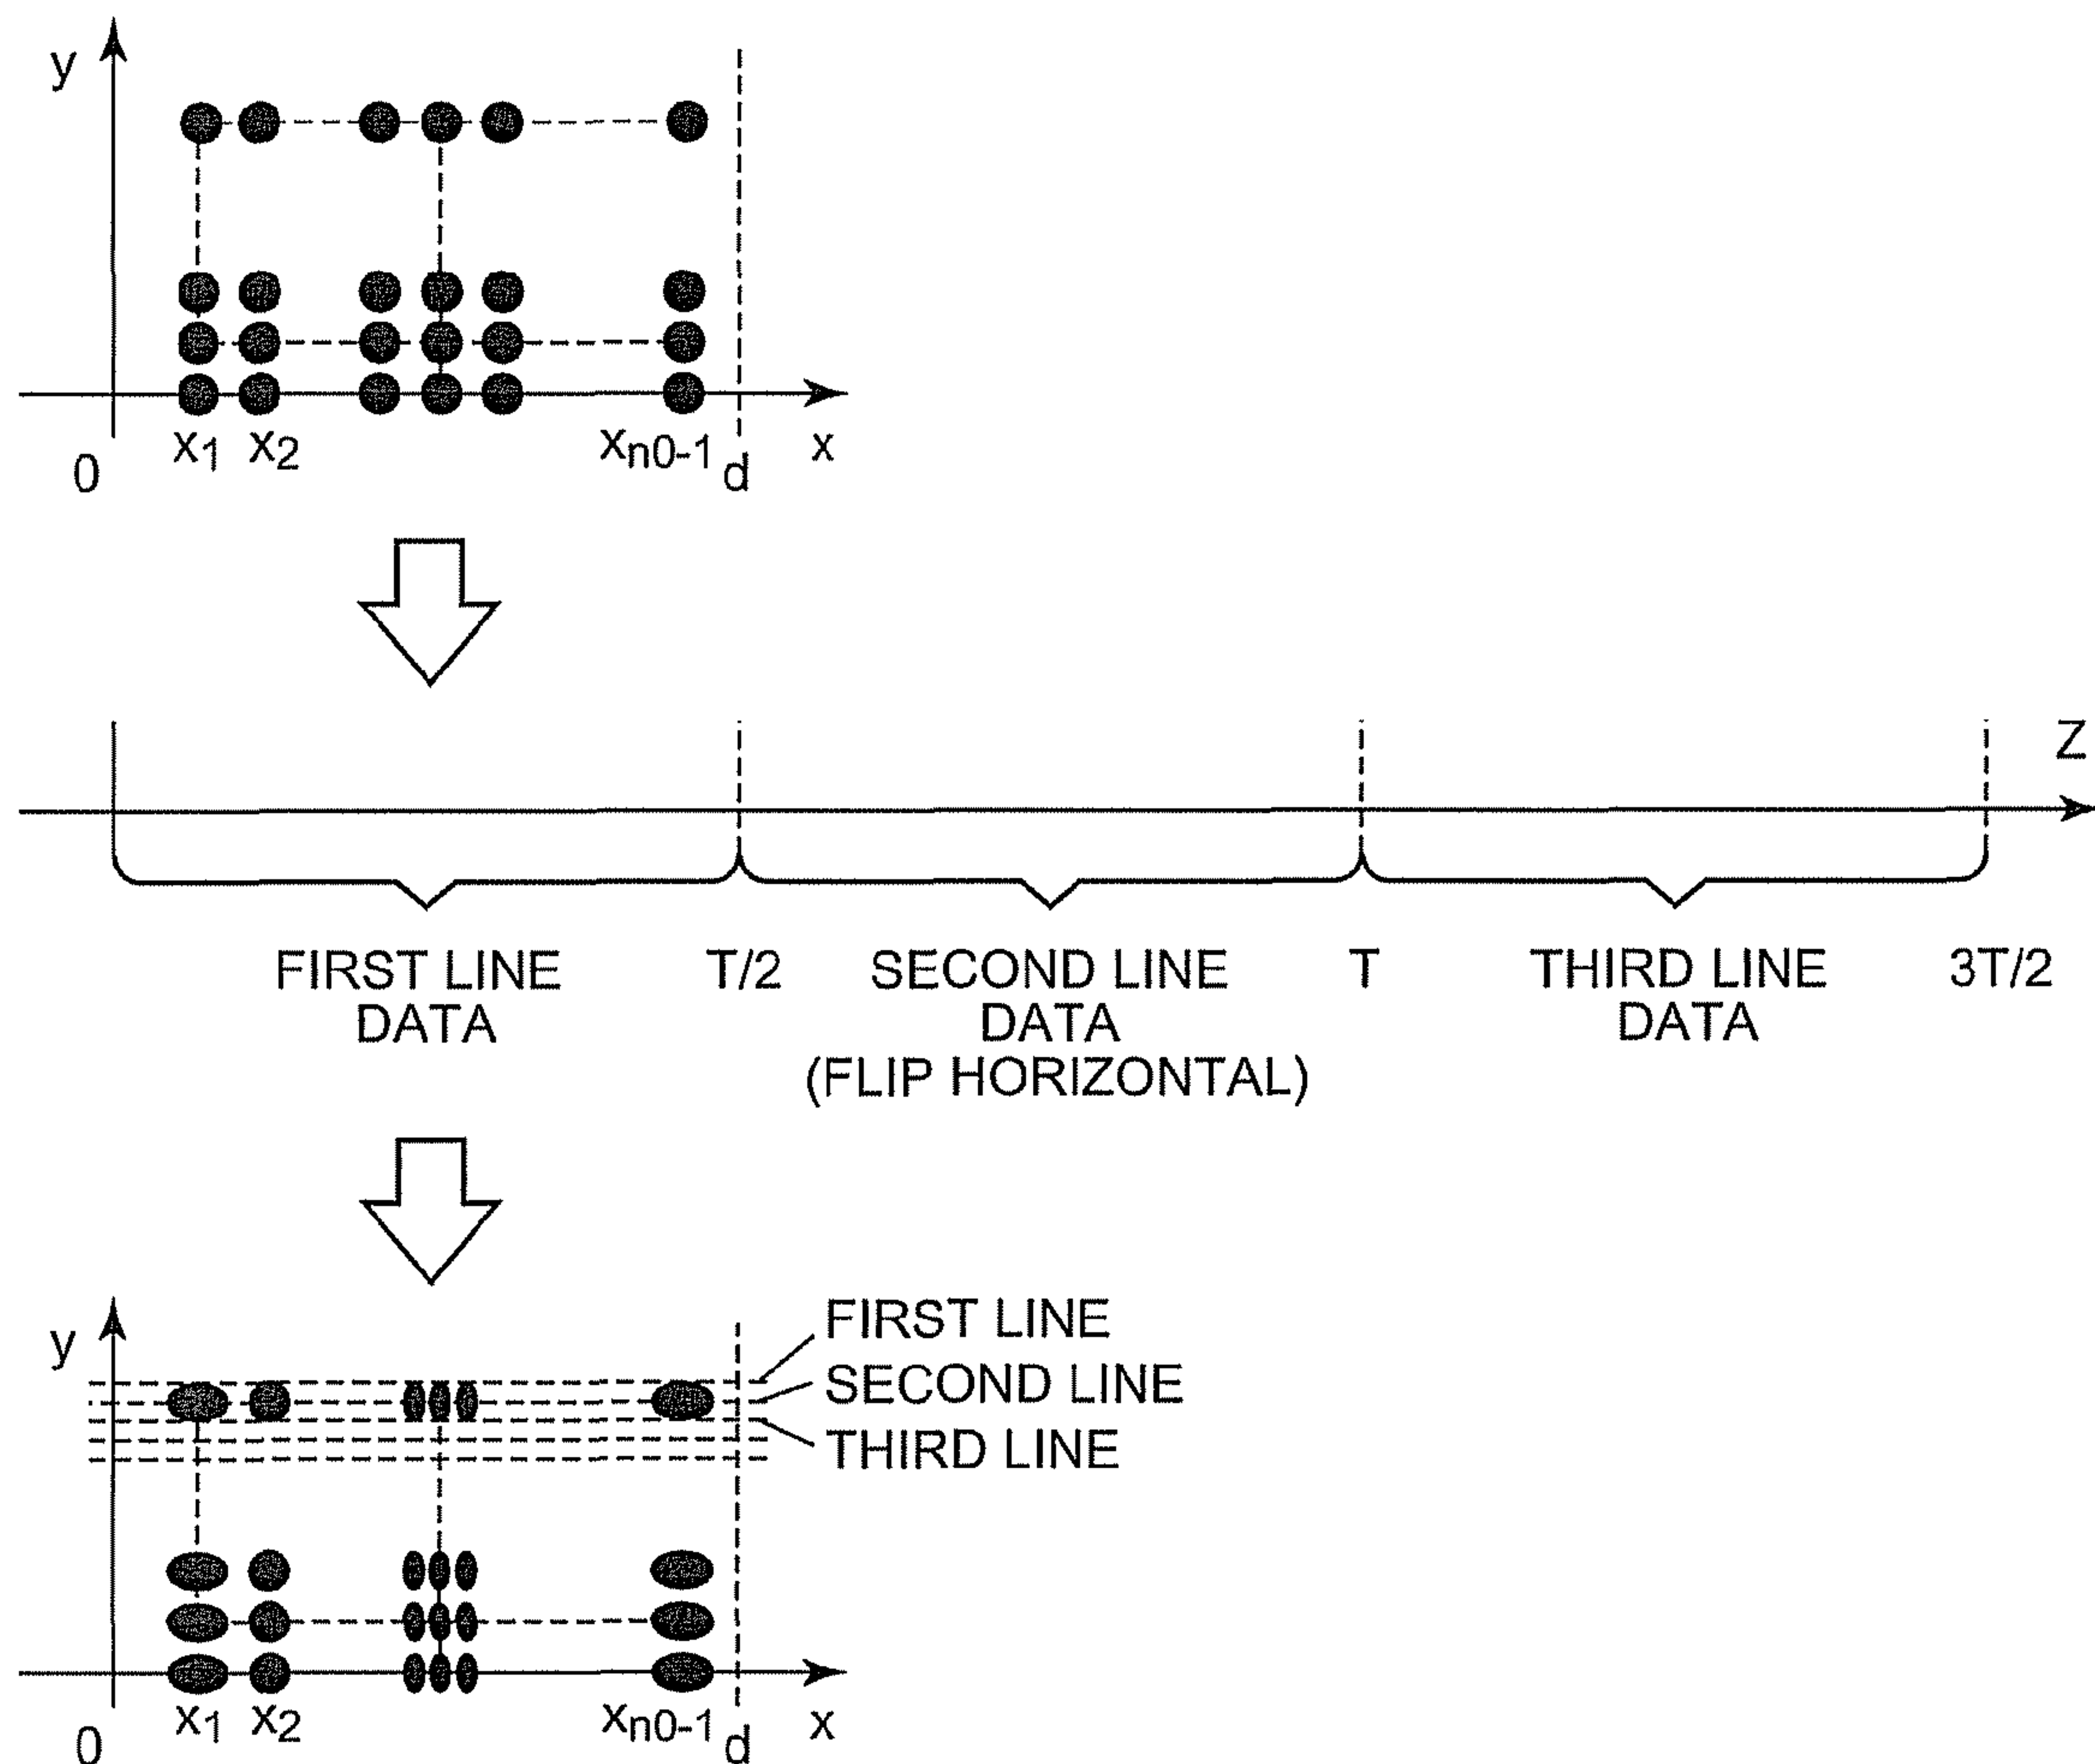 y
0
x₁ x₂ xₙ₀₋₁ d x
Z
FIRST LINE
DATA
T/2
SECOND LINE
DATA
(FLIP HORIZONTAL)
T
THIRD LINE
DATA
3T/2
y
FIRST LINE
SECOND LINE
THIRD LINE
0
x₁ x₂ xₙ₀₋₁ d x